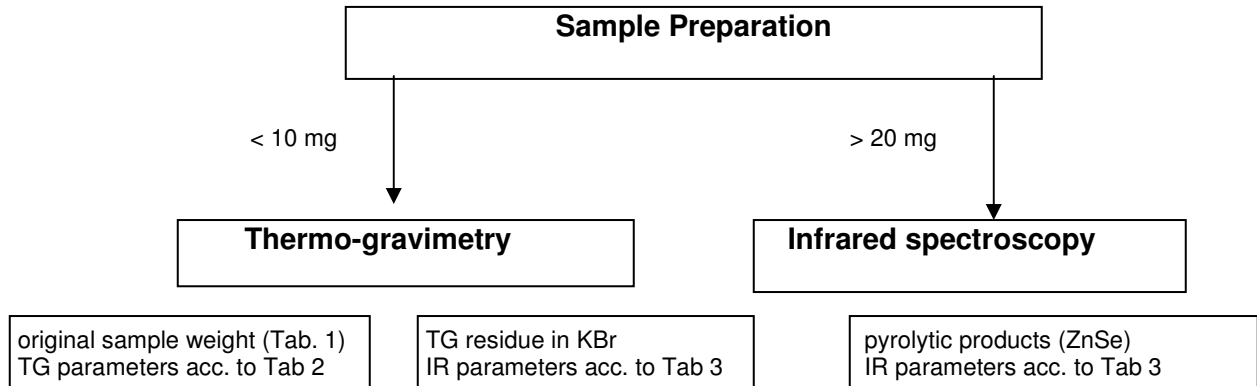 Sample Preparation
< 10 mg
> 20 mg
Thermo-gravimetry
Infrared spectroscopy
original sample weight (Tab. 1)
TG parameters acc. to Tab 2
TG residue in KBr
IR parameters acc. to Tab 3
pyrolytic products (ZnSe)
IR parameters acc. to Tab 3